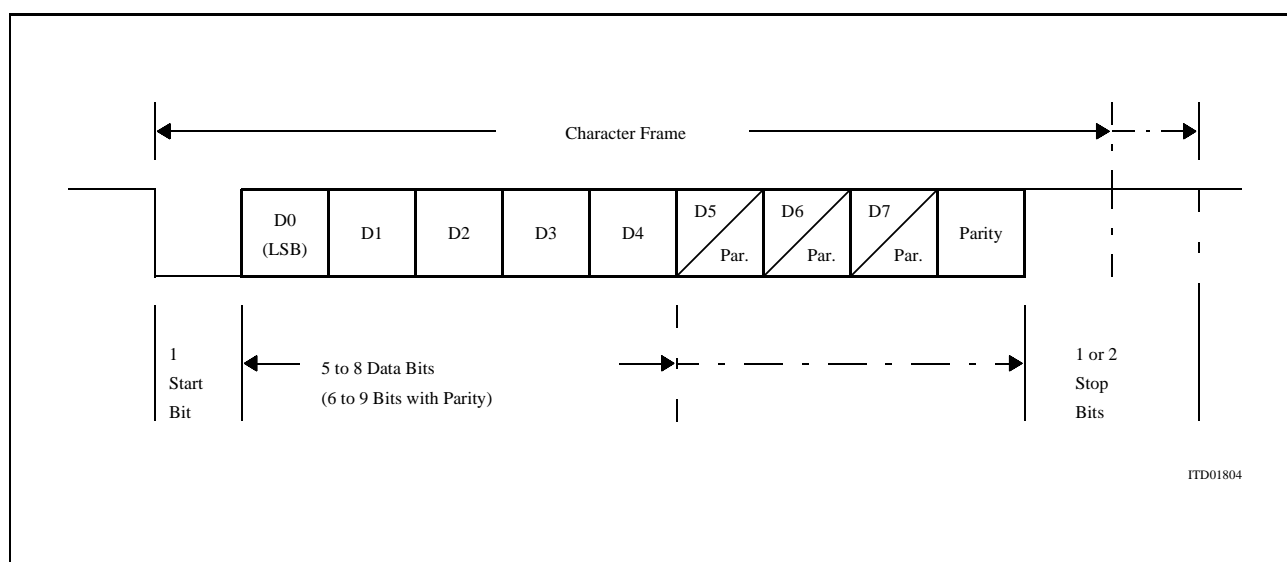 Character Frame
D0
(LSB)
D1
D2
D3
D4
D5
Par.
D6
Par.
D7
Par.
Parity
1
Start
Bit
5 to 8 Data Bits
(6 to 9 Bits with Parity)
1 or 2
Stop
Bits
ITD01804